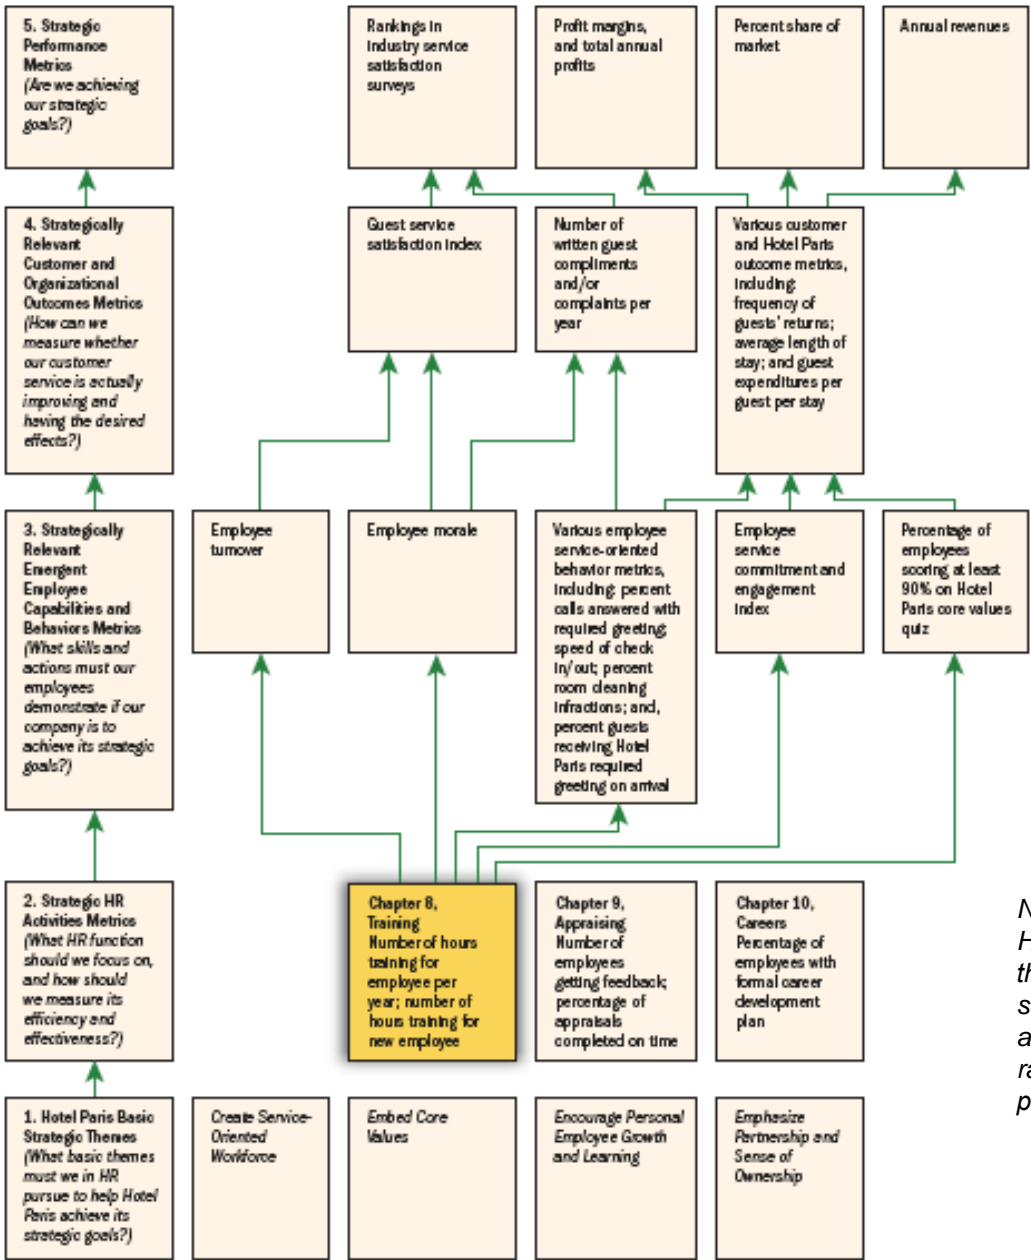 5. Strategic
Performance
Metrics
(Are we achieving
our strategic
goals?)
Rankings in
industry service
satisfaction
surveys
Profit margins,
and total annual
profits
Percent share of
market
Annual revenues
4. Strategically
Relevant
Customer and
Organizational
Outcomes Metrics
(How can we
measure whether
our customer
service is actually
improving and
having the desired
effects?)
Guest service
satisfaction index
Number of
written guest
compliments
and/or
complaints per
year
Various customer
and Hotel Paris
outcome metrics,
including:
frequency of
guests' returns;
average length of
stay; and guest
expenditures per
guest per stay
3. Strategically
Relevant
Emergent
Employee
Capabilities and
Behaviors Metrics
(What skills and
actions must our
employees
demonstrate if our
company is to
achieve its strategic
goals?)
Employee
turnover
Employee morale
Various employee
service-oriented
behavior metrics,
including: percent
calls answered with
required greeting;
speed of check
in/out; percent
room cleaning
infractions; and,
percent guests
receiving Hotel
Paris required
greeting on arrival
Employee
service
commitment and
engagement
index
Percentage of
employees
scoring at least
90% on Hotel
Paris core values
quiz
2. Strategic HR
Activities Metrics
(What HR function
should we focus on,
and how should
we measure its
efficiency and
effectiveness?)
Chapter 8,
Training
Number of hours
training for
employee per
year; number of
hours training for
new employee
Chapter 9,
Appraising
Number of
employees
getting feedback;
percentage of
appraisals
completed on time
Chapter 10,
Careers
Percentage of
employees with
formal career
development
plan
1. Hotel Paris Basic
Strategic Themes
(What basic themes
must we in HR
pursue to help Hotel
Paris achieve its
strategic goals?)
Create Service-
Oriented
Workforce
Embed Core
Values
Encourage Personal
Employee Growth
and Learning
Emphasize
Partnership and
Sense of
Ownership